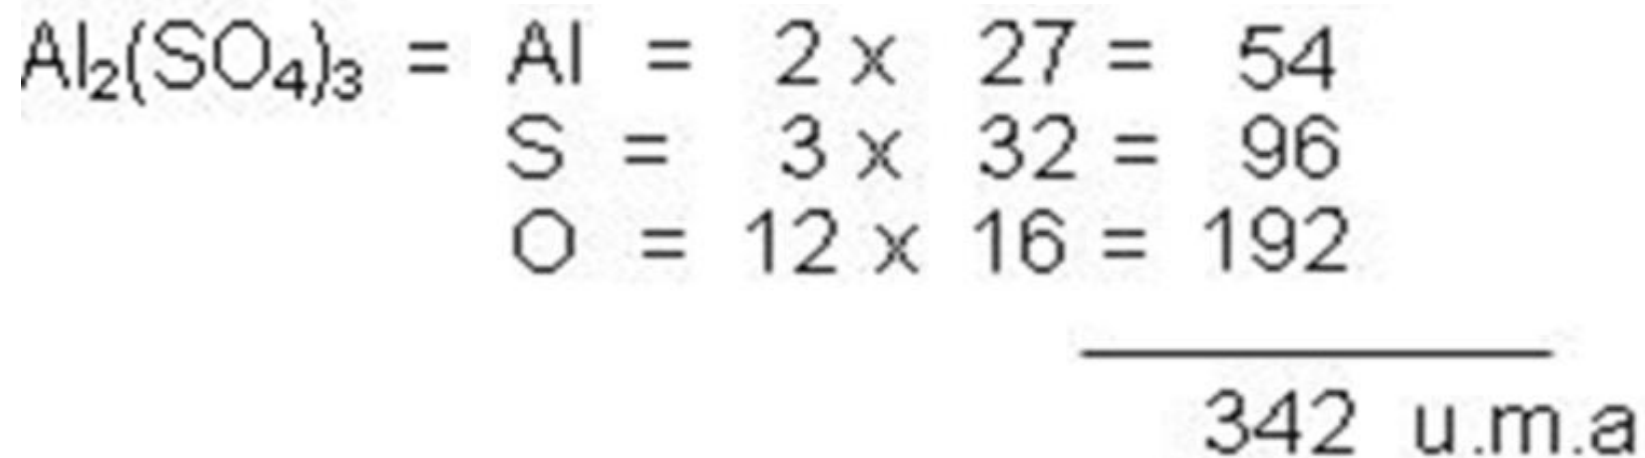 Al₂(SO₄)₃ = Al = 2 x 27 = 54
S = 3 x 32 = 96
O = 12 x 16 = 192
342 u.m.a